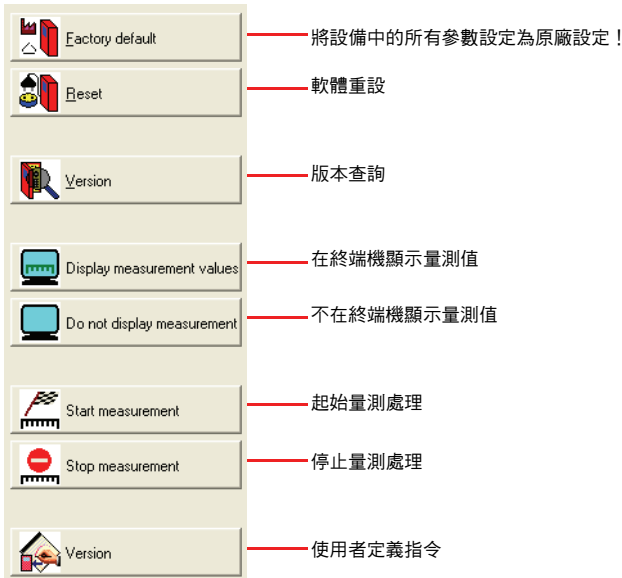 Factory default
將設備中的所有參數設定為原廠設定！
Reset
軟體重設
Version
版本查詢
Display measurement values
在終端機顯示量測值
Do not display measurement
不在終端機顯示量測值
Start measurement
起始量測處理
Stop measurement
停止量測處理
Version
使用者定義指令